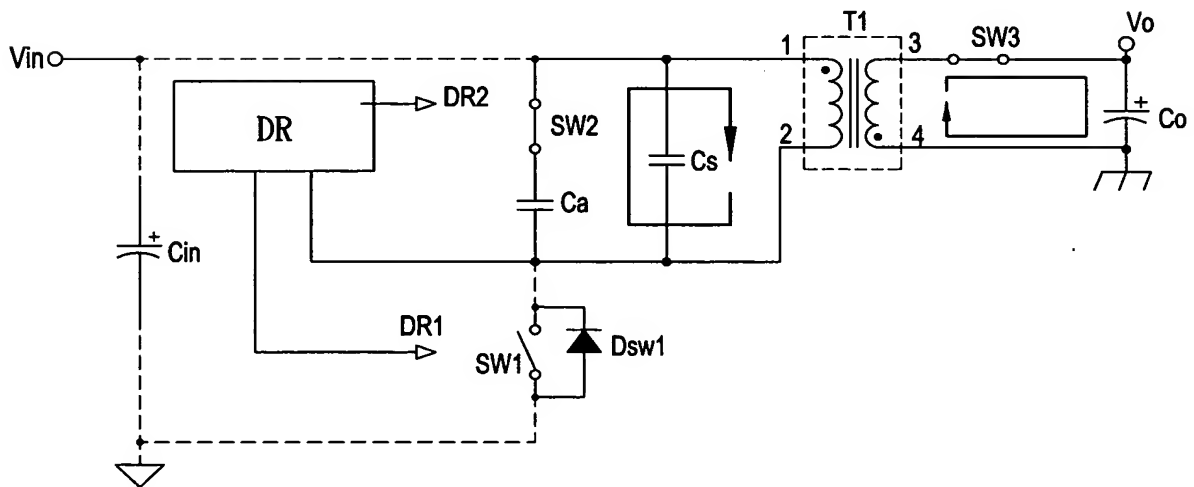 T1
Vo
Vin
1
3
SW3
DR2
DR
SW2
+
Co
2
4
Cs
Ca
+
Cin
DR1
SW1
Dsw1